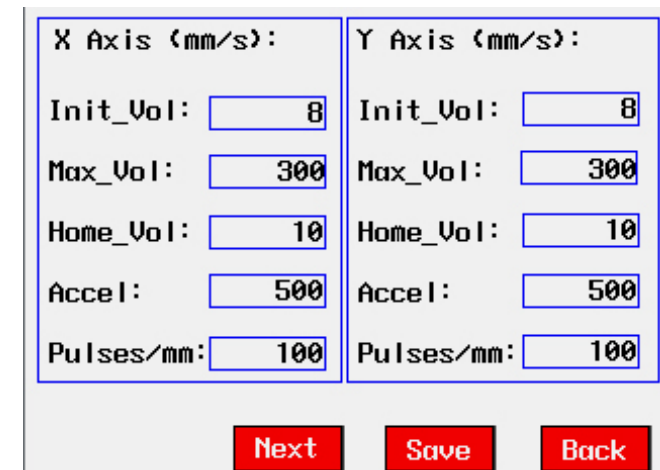 X Axis (mm/s):
Init_Vol: 8
Max_Vol: 300
Home_Vol: 10
Accel: 500
Pulses/mm: 100
Y Axis (mm/s):
Init_Vol: 8
Max_Vol: 300
Home_Vol: 10
Accel: 500
Pulses/mm: 100
Next Save Back